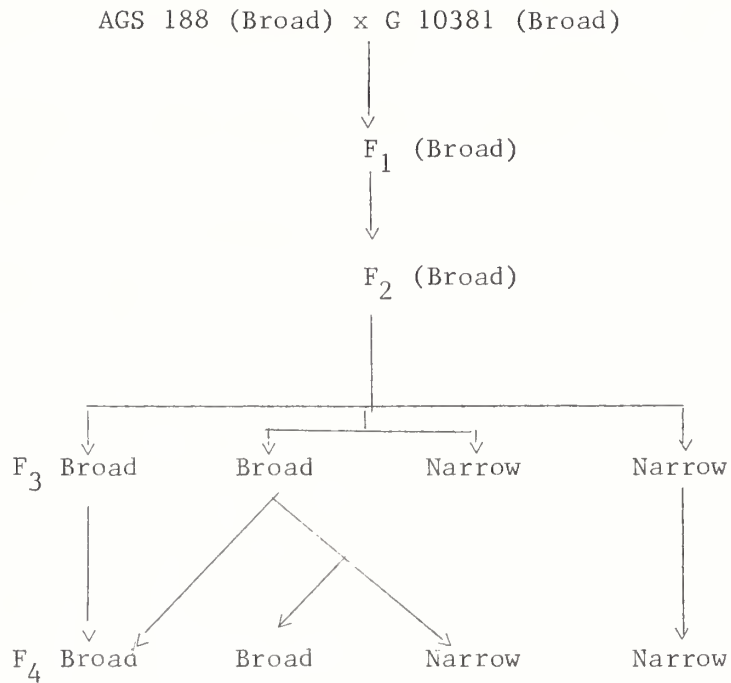 AGS 188 (Broad) x G 10381 (Broad)
F1 (Broad)
F2 (Broad)
F3 Broad Broad Narrow Narrow
F4 Broad Broad Narrow Narrow